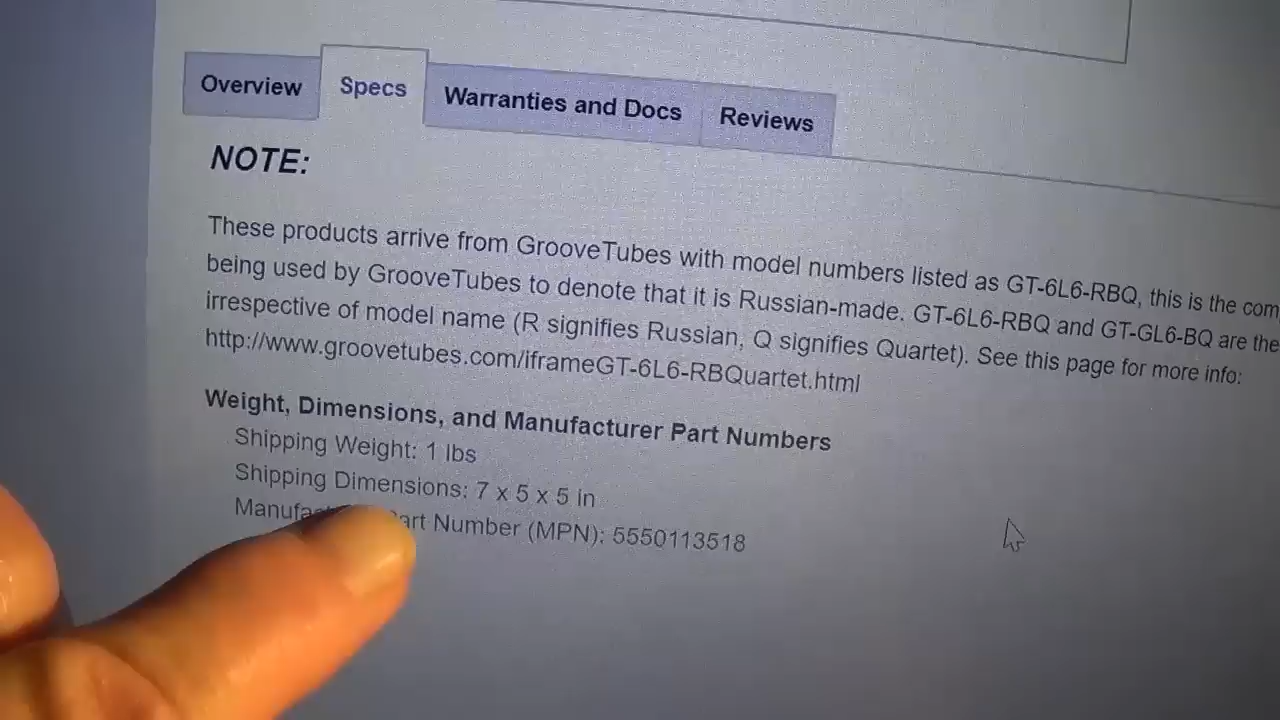 Overview Specs Warranties and Docs Reviews
NOTE:
These products arrive from GrooveTubes with model numbers listed as GT-6L6-RBQ, this is the com
being used by GrooveTubes to denote that it is Russian-made. GT-6L6-RBQ and GT-GL6-BQ are the
irrespective of model name (R signifies Russian, Q signifies Quartet). See this page for more info:
http://www.groovetubes.com/iframeGT-6L6-RBQuartet.html
Weight, Dimensions, and Manufacturer Part Numbers
Shipping Weight: 1 lbs
Shipping Dimensions: 7 x 5 x 5 in
Number (MPN): 5550113518